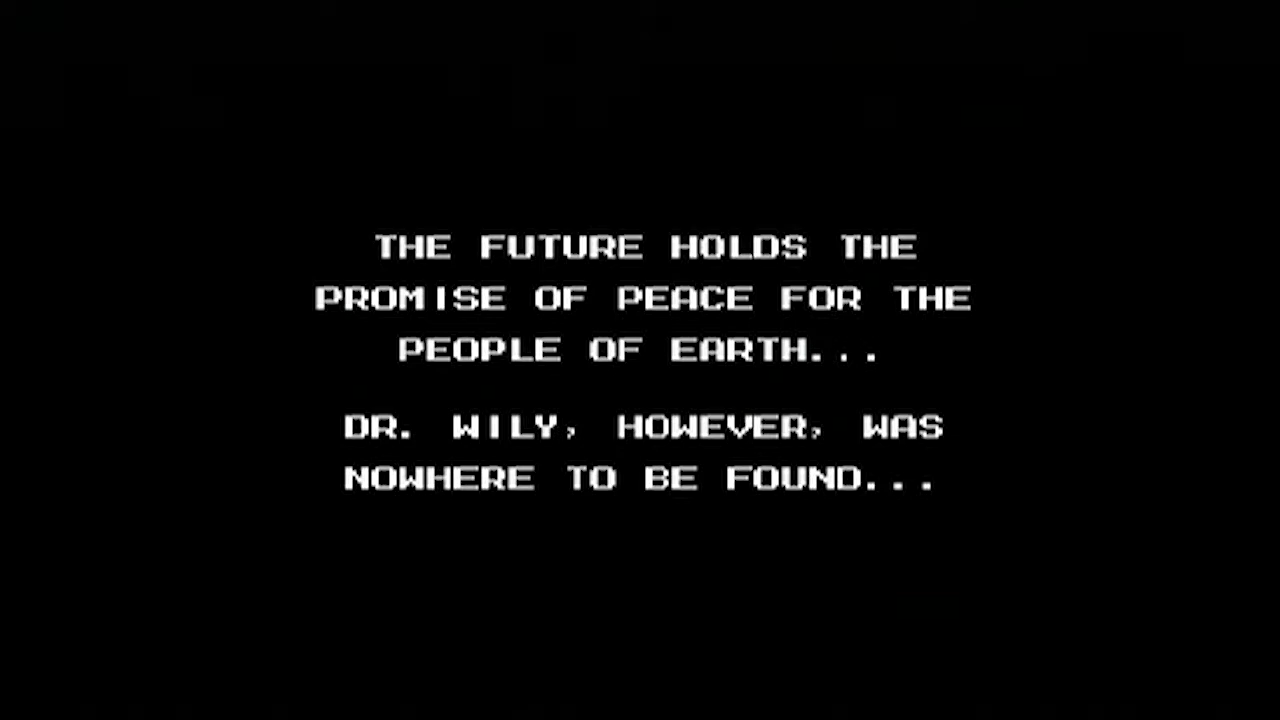 THE FUTURE HOLDS THE
PROMISE OF PEACE FOR THE
PEOPLE OF EARTH...
DR. WILY, HOWEVER, WAS
NOWHERE TO BE FOUND...